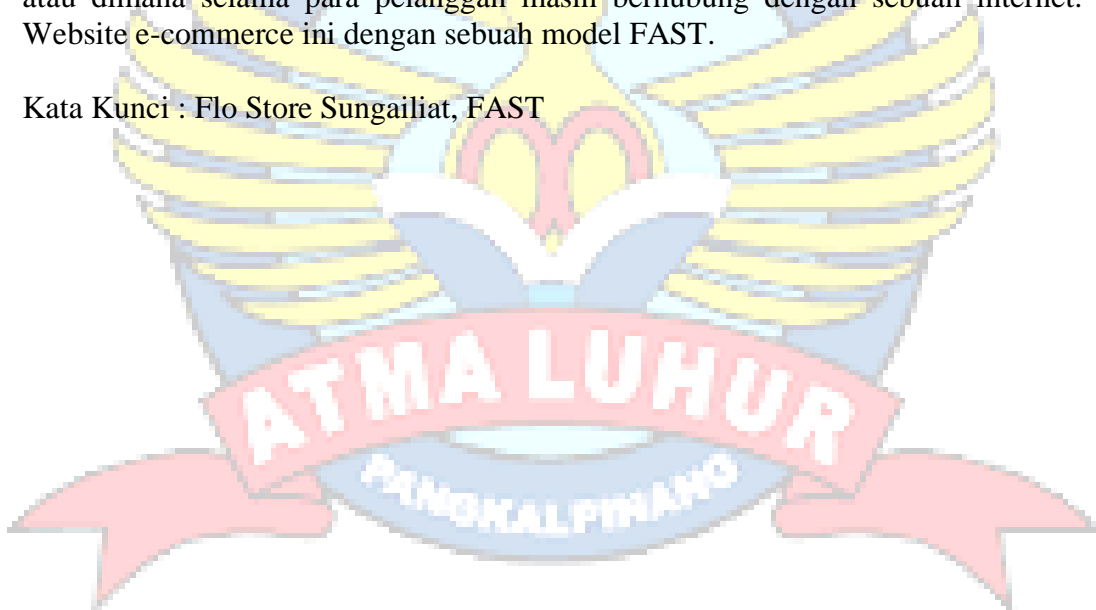 atau dimana selama para pelanggan masih berhubung dengan sebuah internet.
Website e-commerce ini dengan sebuah model FAST.
Kata Kunci : Flo Store Sungailiat, FAST
ATMA LUHUR
PANGKALPINANG